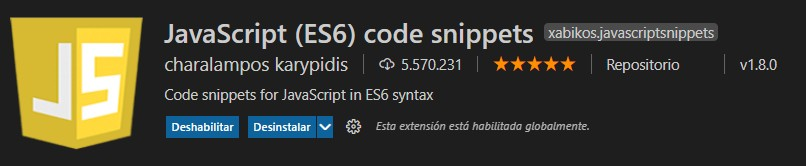 JS
JavaScript (ES6) code snippets xabikos.javascriptsnippets
charalampos karypidis 5.570.231 Repositorio v1.8.0
Code snippets for JavaScript in ES6 syntax
Deshabilitar Desinstalar Esta extensión está habilitada globalmente.